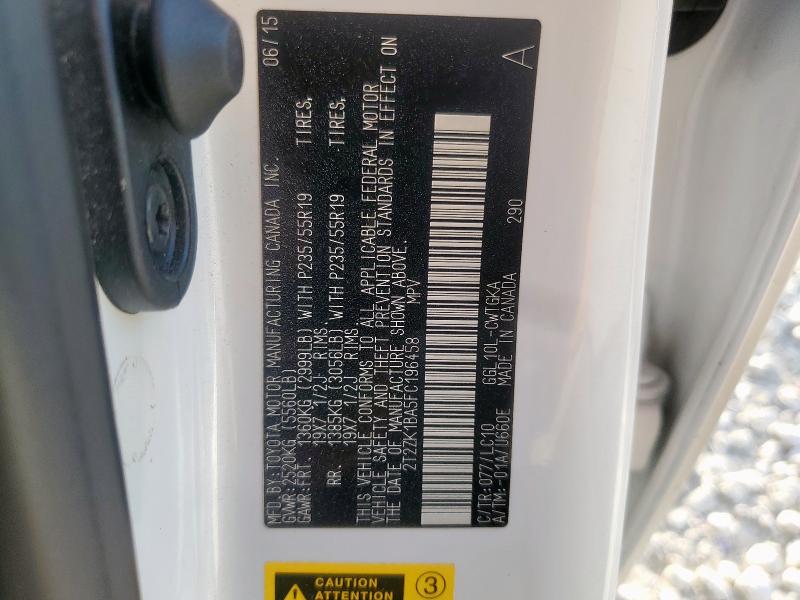 MFD.BY:TOYOTA MOTOR MANUFACTURING CANADA INC. 06/15
GVWR:2520KG (5560LB)
GAWR:FRT. 1360KG (2999LB) WITH P235/55R19 TIRES,
19X7 1/2J RIMS,
RR. 1385KG (3056LB) WITH P235/55R19 TIRES,
19X7 1/2J RIMS,
THIS VEHICLE CONFORMS TO ALL APPLICABLE FEDERAL MOTOR
VEHICLE SAFETY AND THEFT PREVENTION STANDARDS IN EFFECT ON
THE DATE OF MANUFACTURE SHOWN ABOVE.
2T2ZK1BA5FC196458 MPV
A
C/TR:077/LC10 GGL10L-CWTGKA 290
A/TM:-01A/U660E MADE IN CANADA
CAUTION
ATTENTION
3